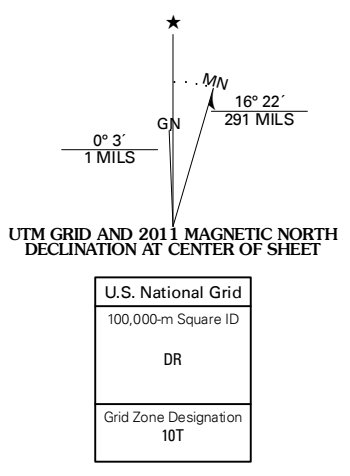 ★
MN
16° 22´
291 MILS
GN
0° 3´
1 MILS
UTM GRID AND 2011 MAGNETIC NORTH
DECLINATION AT CENTER OF SHEET
U.S. National Grid
100,000-m Square ID
DR
Grid Zone Designation
10T